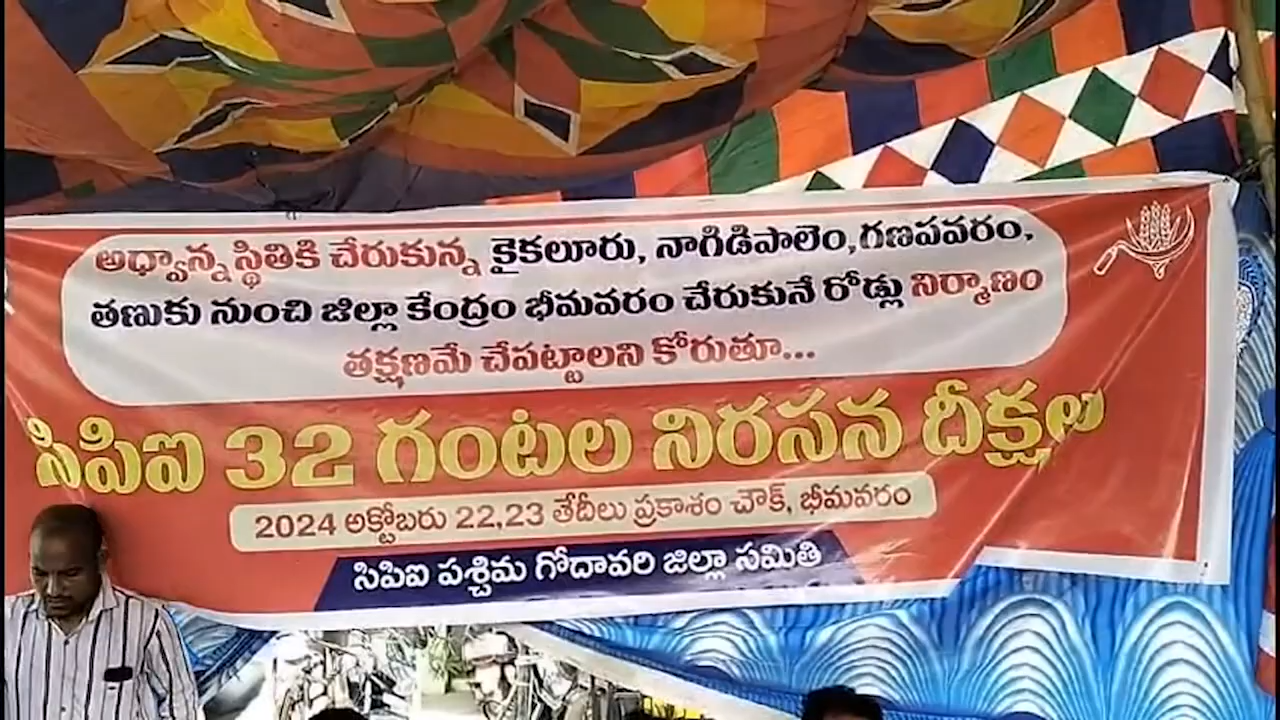 అధ్వాన్న స్థితికి చేరుకున్న కైకలూరు, నాగిడిపాలెం, గణపవరం,
తణుకు నుంచి జిల్లా కేంద్రం భీమవరం చేరుకునే రోడ్లు నిర్మాణం
తక్షణమే చేపట్టాలని కోరుతూ...
సిపిఐ 32 గంటల నిరసన దీక్షలు
2024 అక్టోబరు 22,23 తేదీలు ప్రకాశం చౌక్, భీమవరం
సిపిఐ పశ్చిమ గోదావరి జిల్లా సమితి